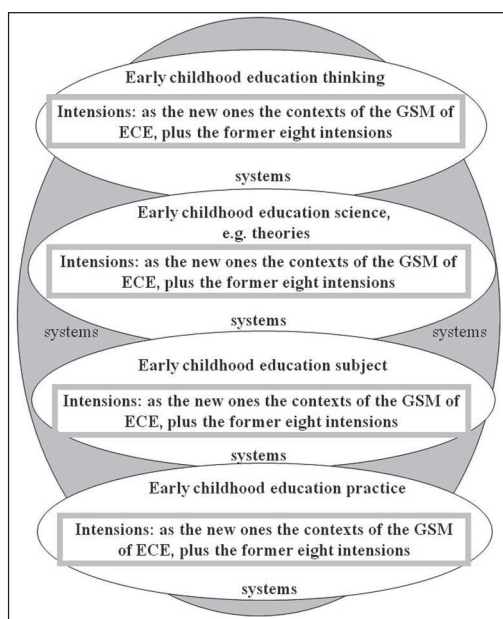 Early childhood education thinking
Intensions: as the new ones the contexts of the GSM of
ECE, plus the former eight intensions
systems
Early childhood education science,
e.g. theories
Intensions: as the new ones the contexts of the GSM of
ECE, plus the former eight intensions
systems
systems
systems
Early childhood education subject
Intensions: as the new ones the contexts of the GSM of
ECE, plus the former eight intensions
systems
Early childhood education practice
Intensions: as the new ones the contexts of the GSM
of ECE, plus the former eight intensions
systems